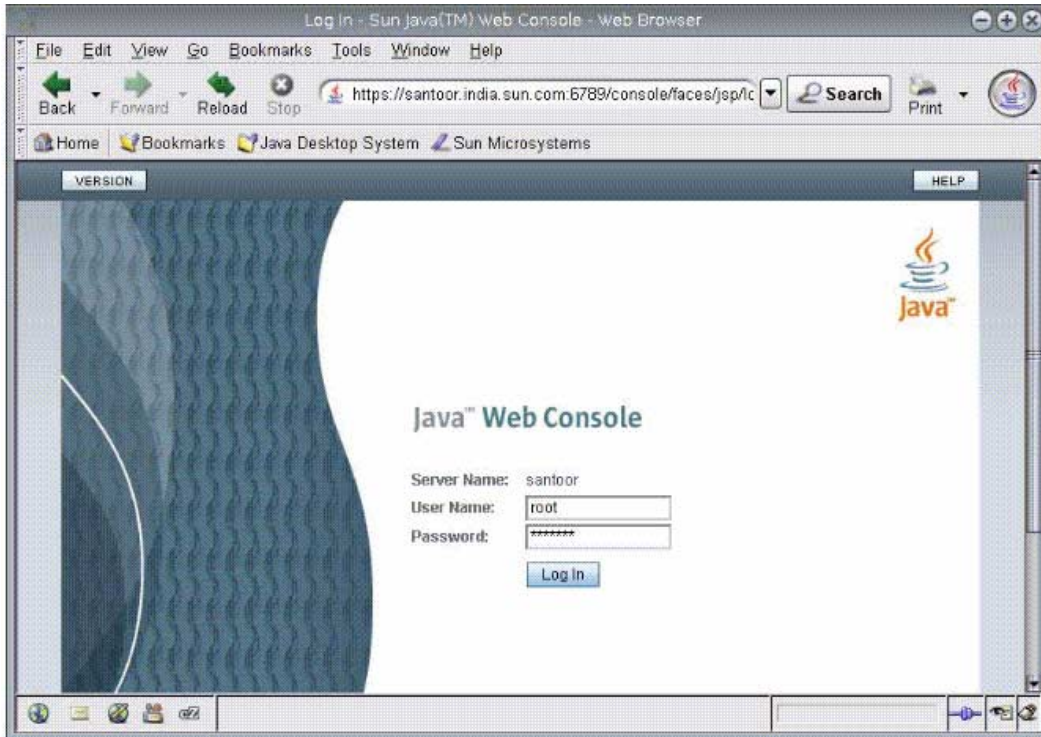 Log In - Sun Java(TM) Web Console - Web Browser
File Edit View Go Bookmarks Tools Window Help
Back Forward Reload Stop https://santoor.india.sun.com:6789/console/faces/jsp/lc Search Print
Home Bookmarks Java Desktop System Sun Microsystems
VERSION HELP
Java™
Java™ Web Console
Server Name: santoor
User Name: root
Password: *******
Log In